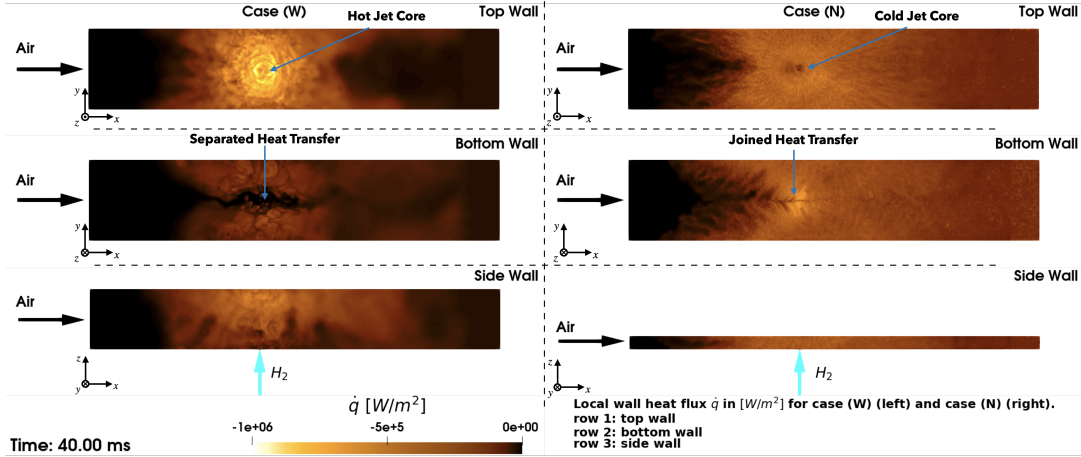 Case (W)
Hot Jet Core
Top Wall
Case (N)
Cold Jet Core
Top Wall
Air
Air
y
z
x
y
z
x
Separated Heat Transfer
Bottom Wall
Joined Heat Transfer
Bottom Wall
Air
Air
y
z
x
y
z
x
Side Wall
Side Wall
Air
Air
z
y
x
H2
z
y
x
H2
q̇ [W/m²]
-1e+06 -5e+5 0e+00
Time: 40.00 ms
Local wall heat flux q̇ in [W/m²] for case (W) (left) and case (N) (right).
row 1: top wall
row 2: bottom wall
row 3: side wall